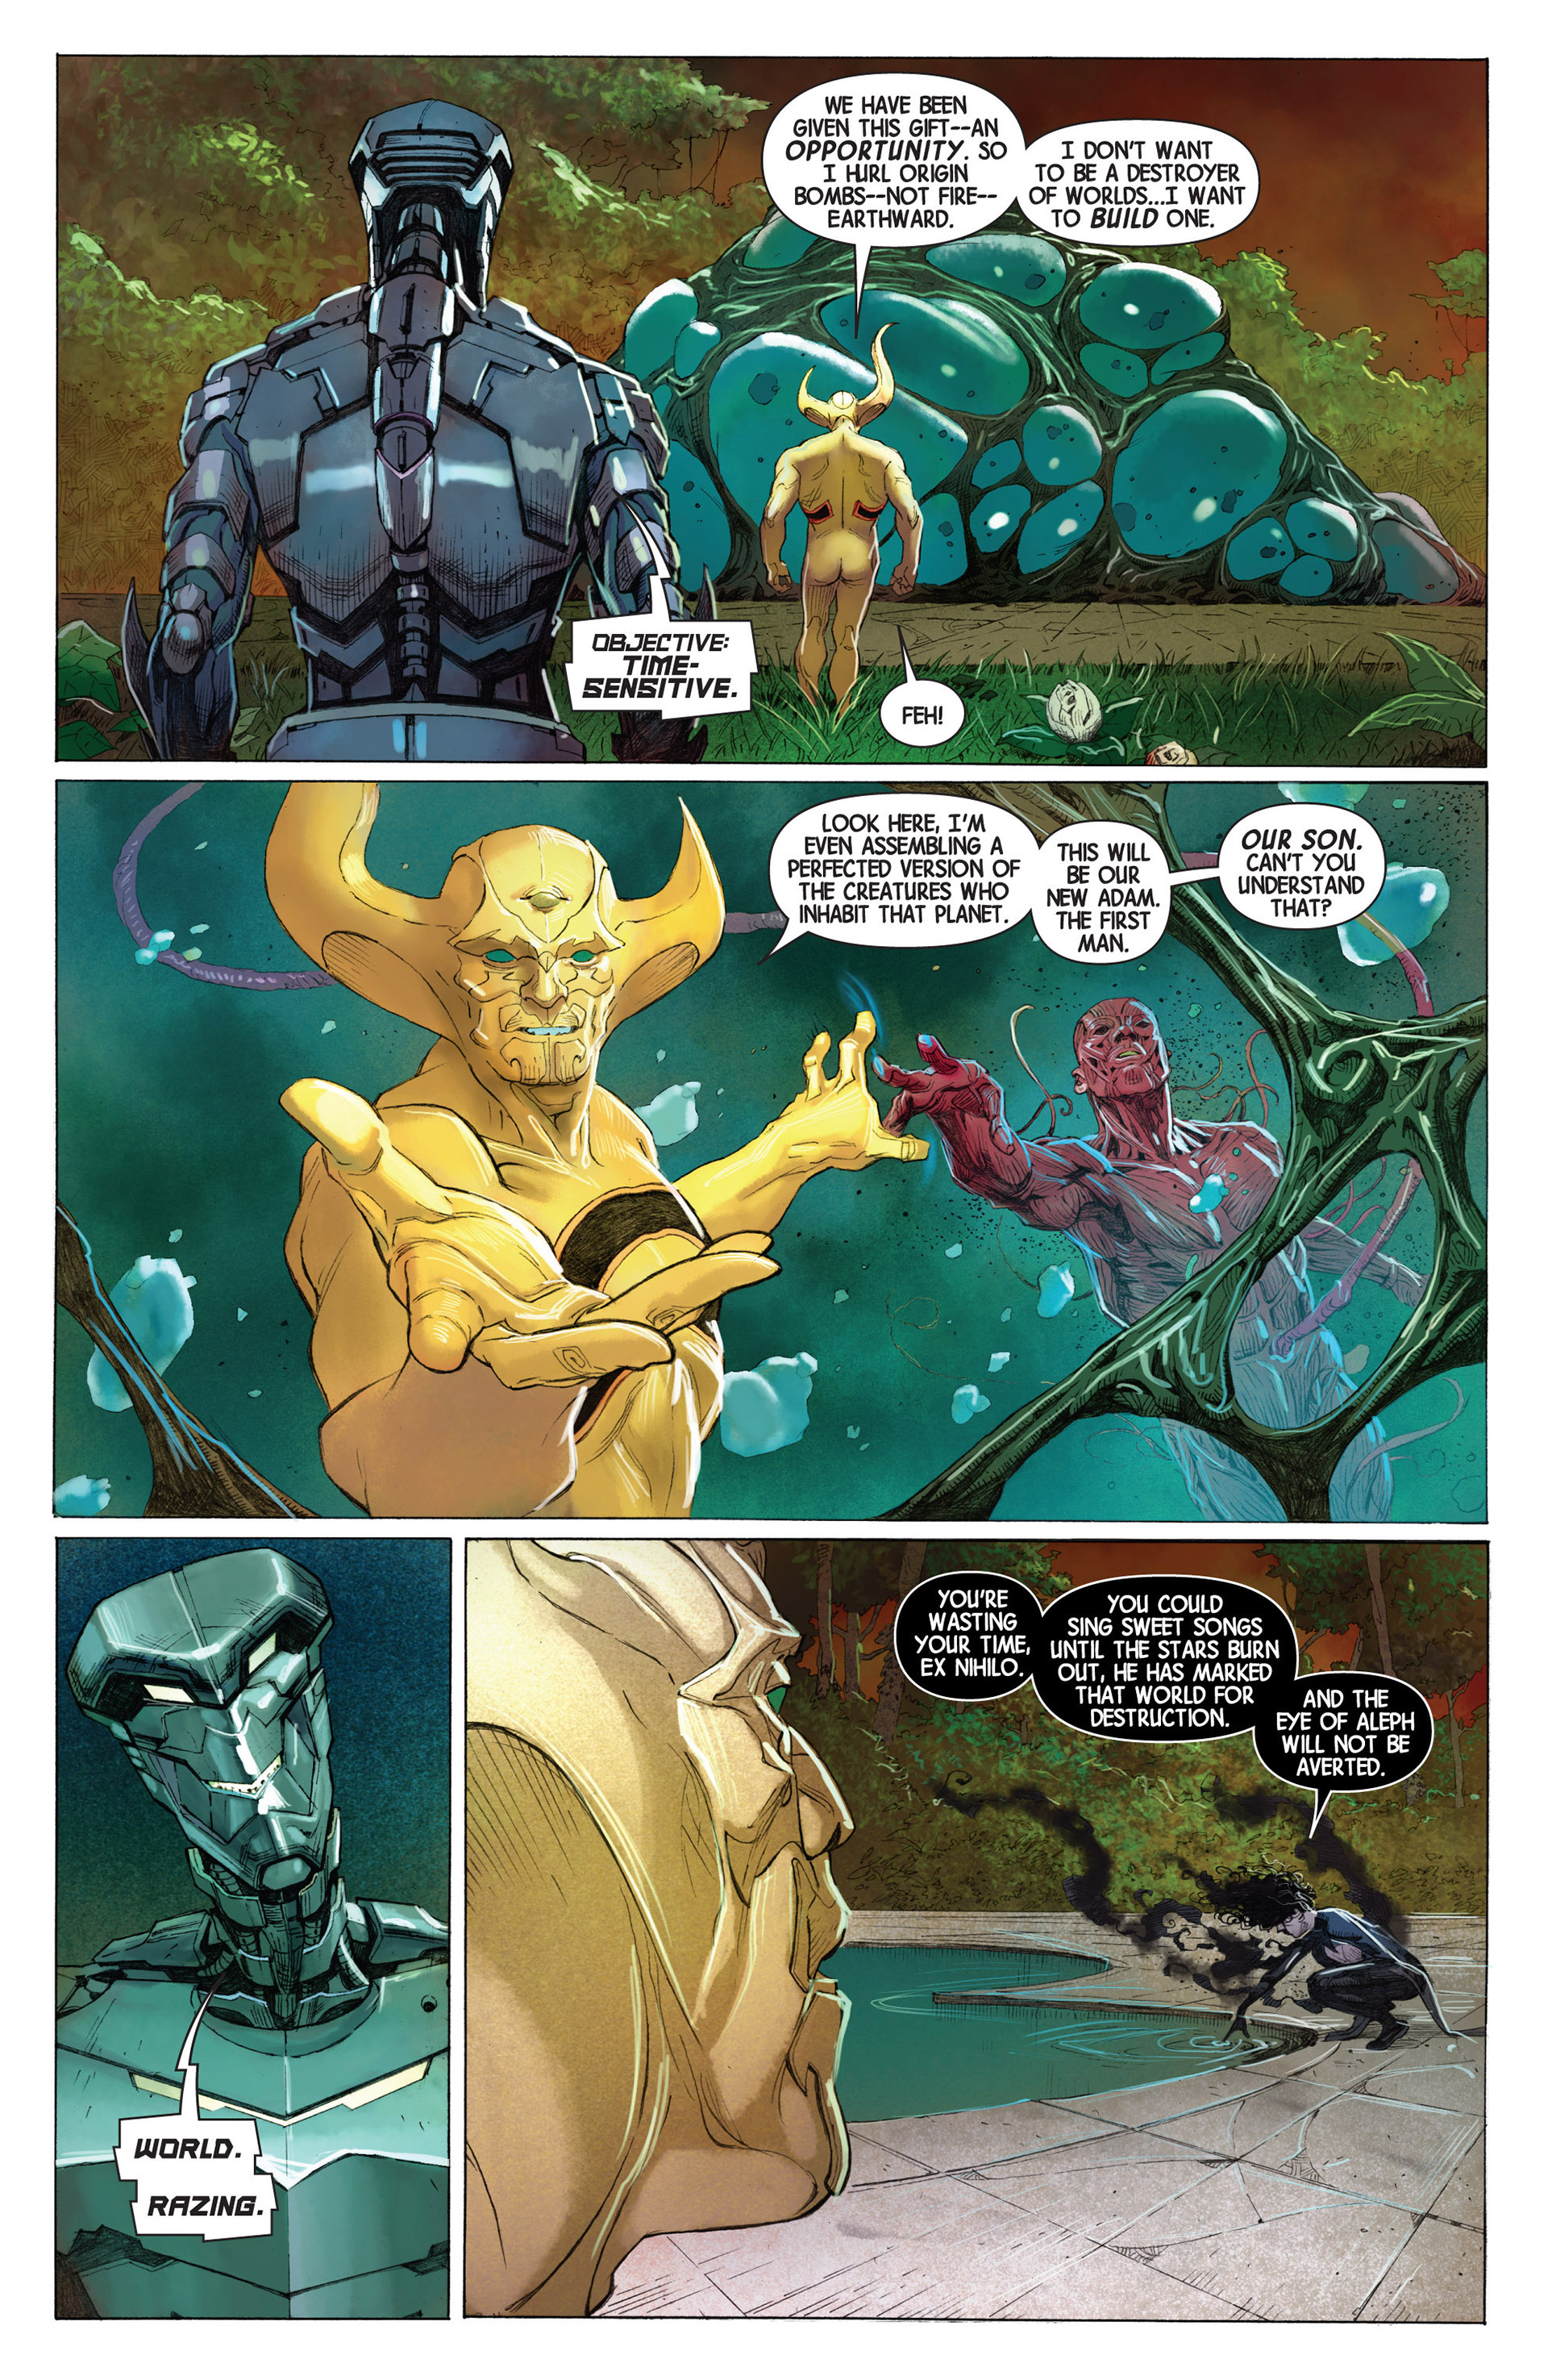 WE HAVE BEEN
GIVEN THIS GIFT--AN
OPPORTUNITY. SO
I HURL ORIGIN
BOMBS--NOT FIRE--
EARTHWARD.
I DON'T WANT
TO BE A DESTROYER
OF WORLDS...I WANT
TO BUILD ONE.
OBJECTIVE:
TIME-
SENSITIVE.
FEH!
LOOK HERE, I'M
EVEN ASSEMBLING A
PERFECTED VERSION OF
THE CREATURES WHO
INHABIT THAT PLANET.
THIS WILL
BE OUR
NEW ADAM.
THE FIRST
MAN.
OUR SON.
CAN'T YOU
UNDERSTAND
THAT?
WORLD.
RAZING.
YOU'RE
WASTING
YOUR TIME,
EX NIHILO.
YOU COULD
SING SWEET SONGS
UNTIL THE STARS BURN
OUT, HE HAS MARKED
THAT WORLD FOR
DESTRUCTION.
AND THE
EYE OF ALEPH
WILL NOT BE
AVERTED.